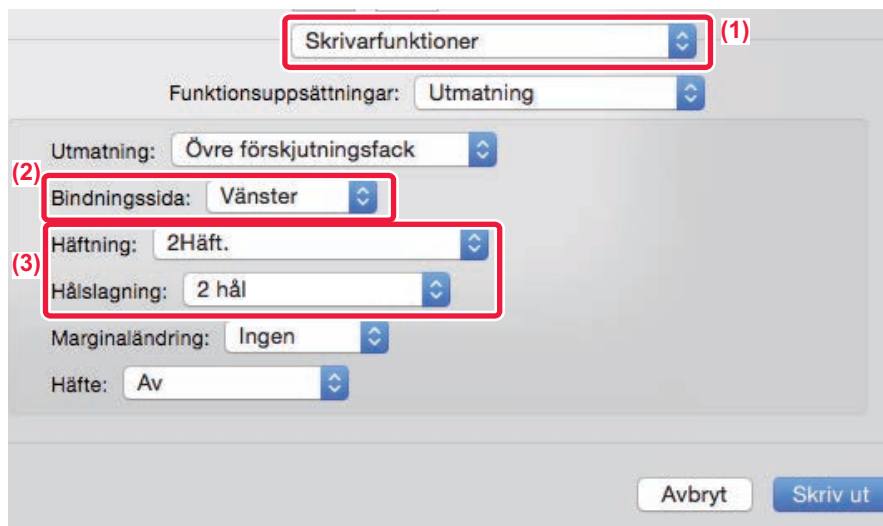 Skrivarfunktioner (1)
Funktionsuppsättningar: Utmatning
Utmatning: Övre förskjutningsfack
(2)
Bindningssida: Vänster
Häftning: 2Häft.
(3)
Hålslagning: 2 hål
Marginaländring: Ingen
Häfte: Av
Avbryt Skriv ut